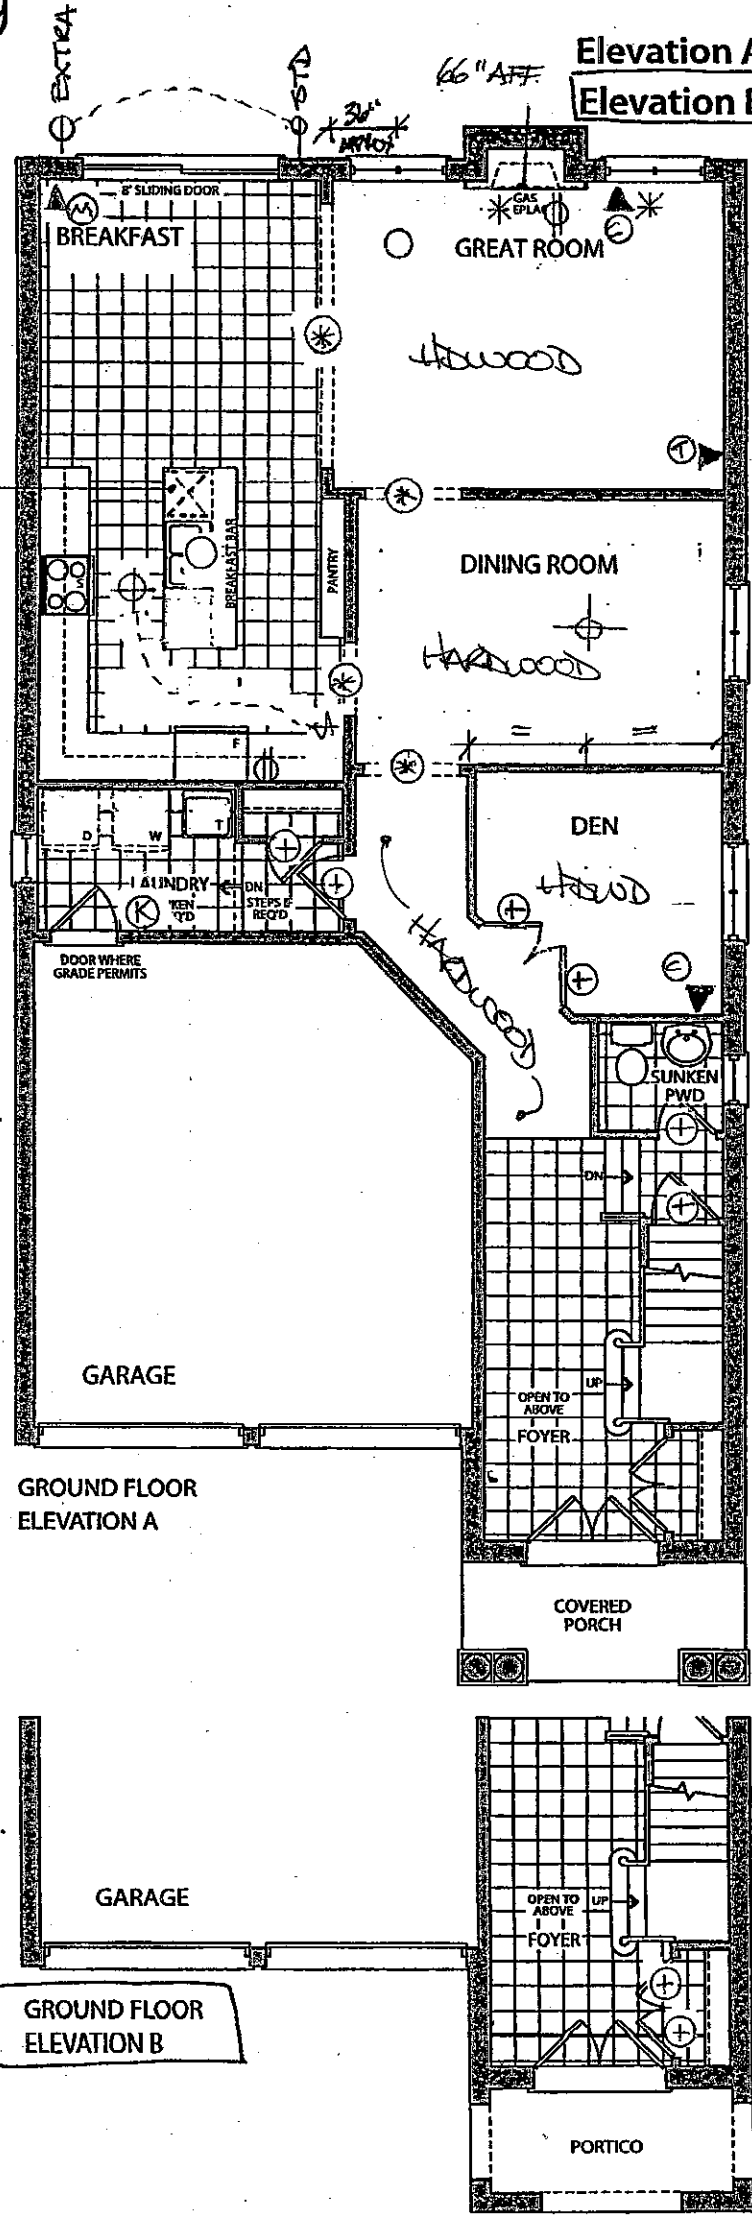 EXTRA
STD
66" AFF.
36"
Elevation A
Elevation B
8' SLIDING DOOR
M
BREAKFAST
GAS
GREAT ROOM
HDWOOD
T
BREAKFAST BAR
PANTRY
DINING ROOM
HARDWOOD
F
D
W
T
LAUNDRY
DN
STEPS
REQ'D
K
DOOR WHERE
GRADE PERMITS
DEN
HDWOD
HARDWOOD
SUNKEN
PWD
DN
UP
OPEN TO
ABOVE
FOYER
GARAGE
GROUND FLOOR
ELEVATION A
COVERED
PORCH
GARAGE
OPEN TO
ABOVE
UP
FOYER
GROUND FLOOR
ELEVATION B
PORTICO